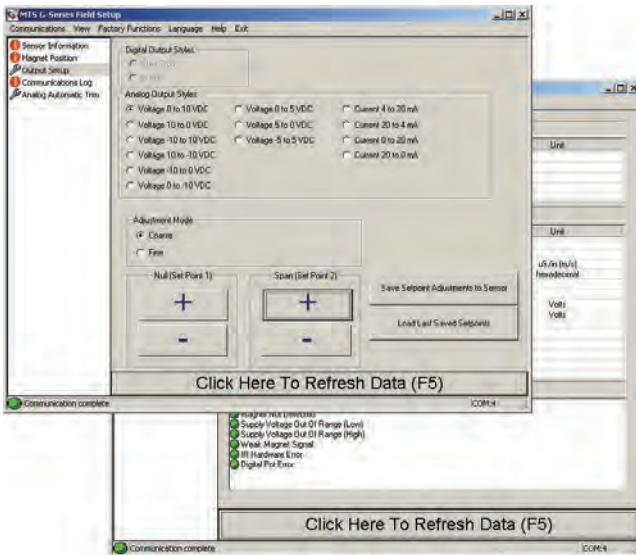 MTS G-Series Field Setup
Communications View Factory Functions Language Help Exit
Sensor Information
Magnet Position
Output Setup
Communications Log
Analog Automatic Trim
Digital Output Styles
Analog Output Styles
Voltage 0 to 10 VDC
Voltage 10 to 0 VDC
Voltage -10 to 10 VDC
Voltage 10 to -10 VDC
Voltage -10 to 0 VDC
Voltage 0 to -10 VDC
Voltage 0 to 5 VDC
Voltage 5 to 0 VDC
Voltage -5 to 5 VDC
Current 4 to 20 mA
Current 20 to 4 mA
Current 0 to 20 mA
Current 20 to 0 mA
Adjustment Mode
Coarse
Fine
Null (Set Point 1)
+
-
Span (Set Point 2)
+
-
Save Setpoint Adjustments to Sensor
Load Last Saved Setpoints
Click Here To Refresh Data (F5)
Communication complete
COM:4
Unit
Unit
uS/in (m/s)
hexadecimal
Volts
Volts
Magnet Not Detected
Supply Voltage Out Of Range (Low)
Supply Voltage Out Of Range (High)
Weak Magnet Signal
Hardware Error
Digital Pot Error
Click Here To Refresh Data (F5)
Communication complete
COM:4